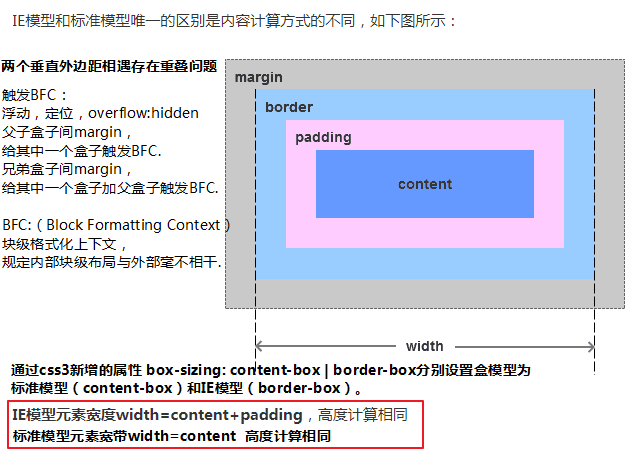 IE模型和标准模型唯一的区别是内容计算方式的不同，如下图所示：
两个垂直外边距相遇存在重叠问题
触发BFC：
浮动，定位，overflow:hidden
父子盒子间margin，
给其中一个盒子触发BFC.
兄弟盒子间margin，
给其中一个盒子加父盒子触发BFC.
BFC:（Block Formatting Context）
块级格式化上下文，
规定内部块级布局与外部毫不相干.
margin
border
padding
content
width
通过css3新增的属性 box-sizing: content-box | border-box分别设置盒模型为
标准模型（content-box）和IE模型（border-box）。
IE模型元素宽度width=content+padding，高度计算相同
标准模型元素宽带width=content 高度计算相同